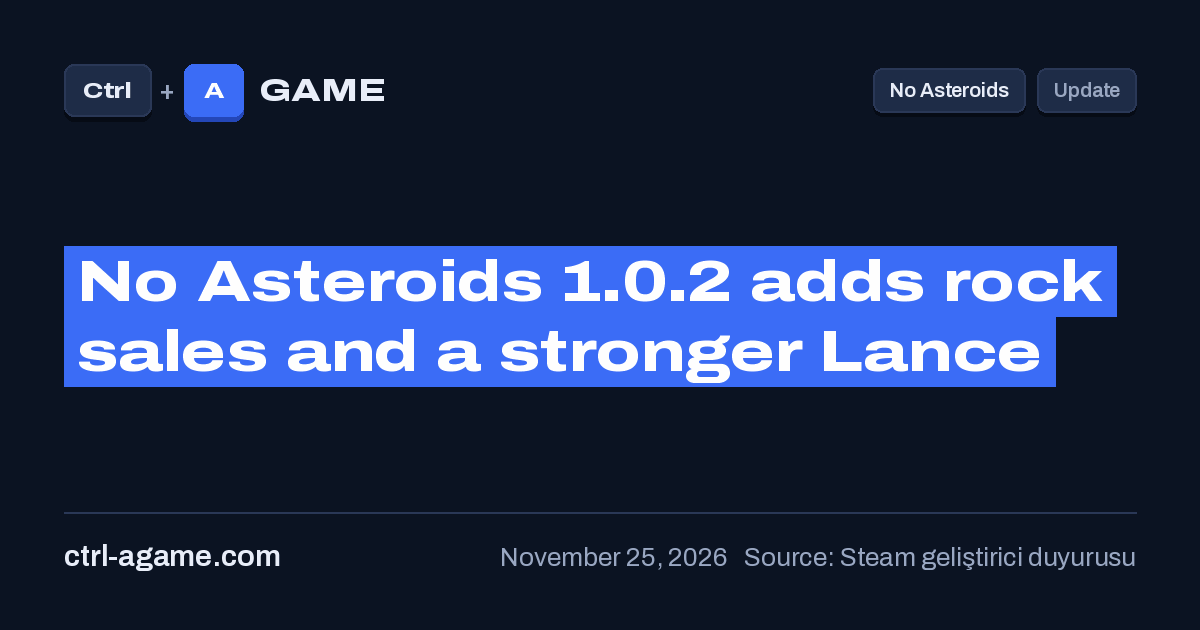 Ctrl + A GAME
No Asteroids Update
No Asteroids 1.0.2 adds rock
sales and a stronger Lance
ctrl-agame.com
November 25, 2026 Source: Steam geliştirici duyurusu